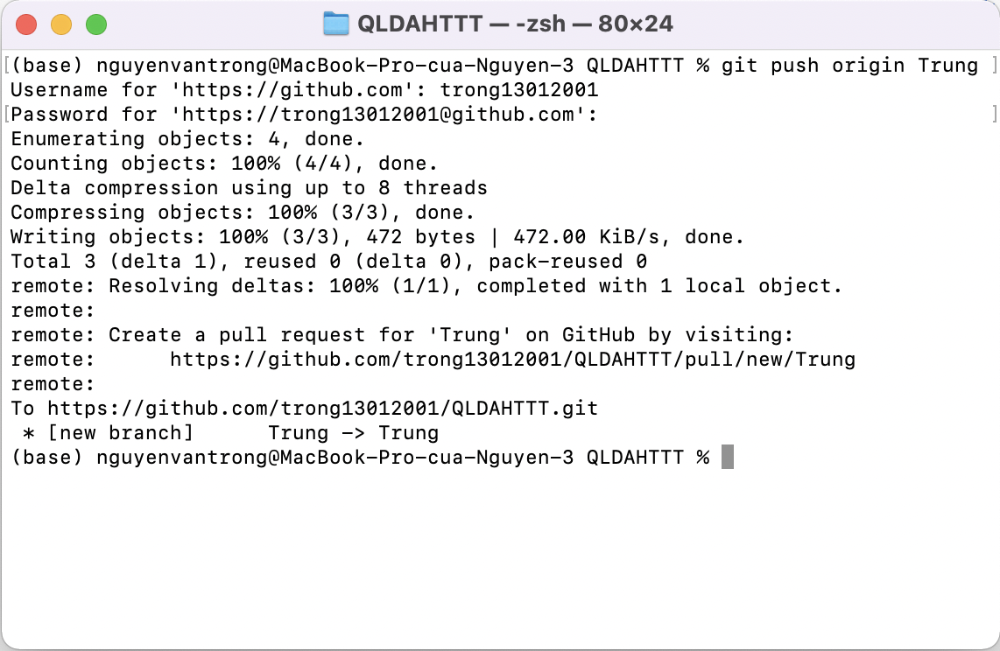 QLDAHTTT — -zsh — 80×24
[(base) nguyenvantrong@MacBook-Pro-cua-Nguyen-3 QLDAHTTT % git push origin Trung ]
Username for 'https://github.com': trong13012001
[Password for 'https://trong13012001@github.com': ]
Enumerating objects: 4, done.
Counting objects: 100% (4/4), done.
Delta compression using up to 8 threads
Compressing objects: 100% (3/3), done.
Writing objects: 100% (3/3), 472 bytes | 472.00 KiB/s, done.
Total 3 (delta 1), reused 0 (delta 0), pack-reused 0
remote: Resolving deltas: 100% (1/1), completed with 1 local object.
remote:
remote: Create a pull request for 'Trung' on GitHub by visiting:
remote:      https://github.com/trong13012001/QLDAHTTT/pull/new/Trung
remote:
To https://github.com/trong13012001/QLDAHTTT.git
 * [new branch]      Trung -> Trung
(base) nguyenvantrong@MacBook-Pro-cua-Nguyen-3 QLDAHTTT %